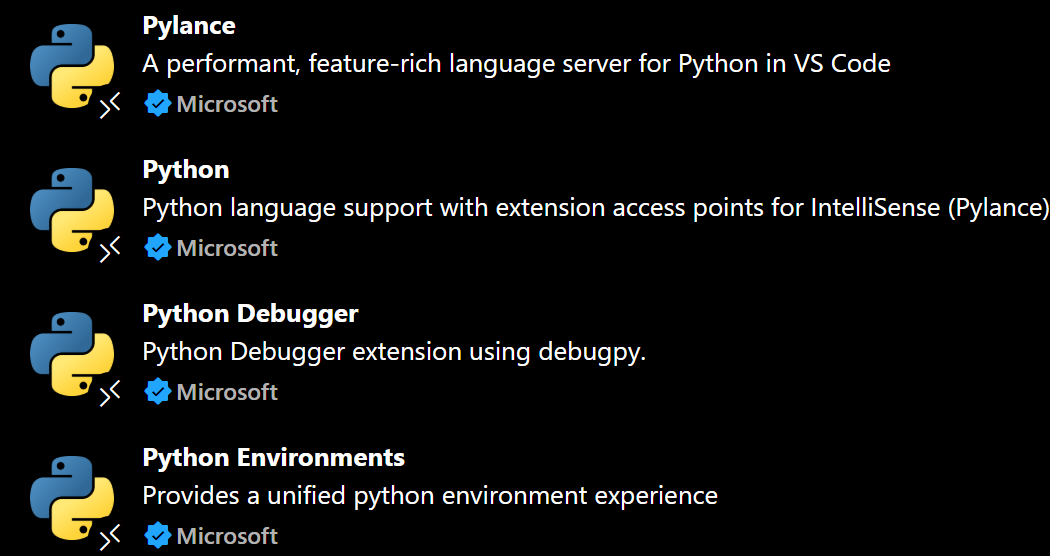 Pylance
A performant, feature-rich language server for Python in VS Code
Microsoft
Python
Python language support with extension access points for IntelliSense (Pylance)
Microsoft
Python Debugger
Python Debugger extension using debugpy.
Microsoft
Python Environments
Provides a unified python environment experience
Microsoft